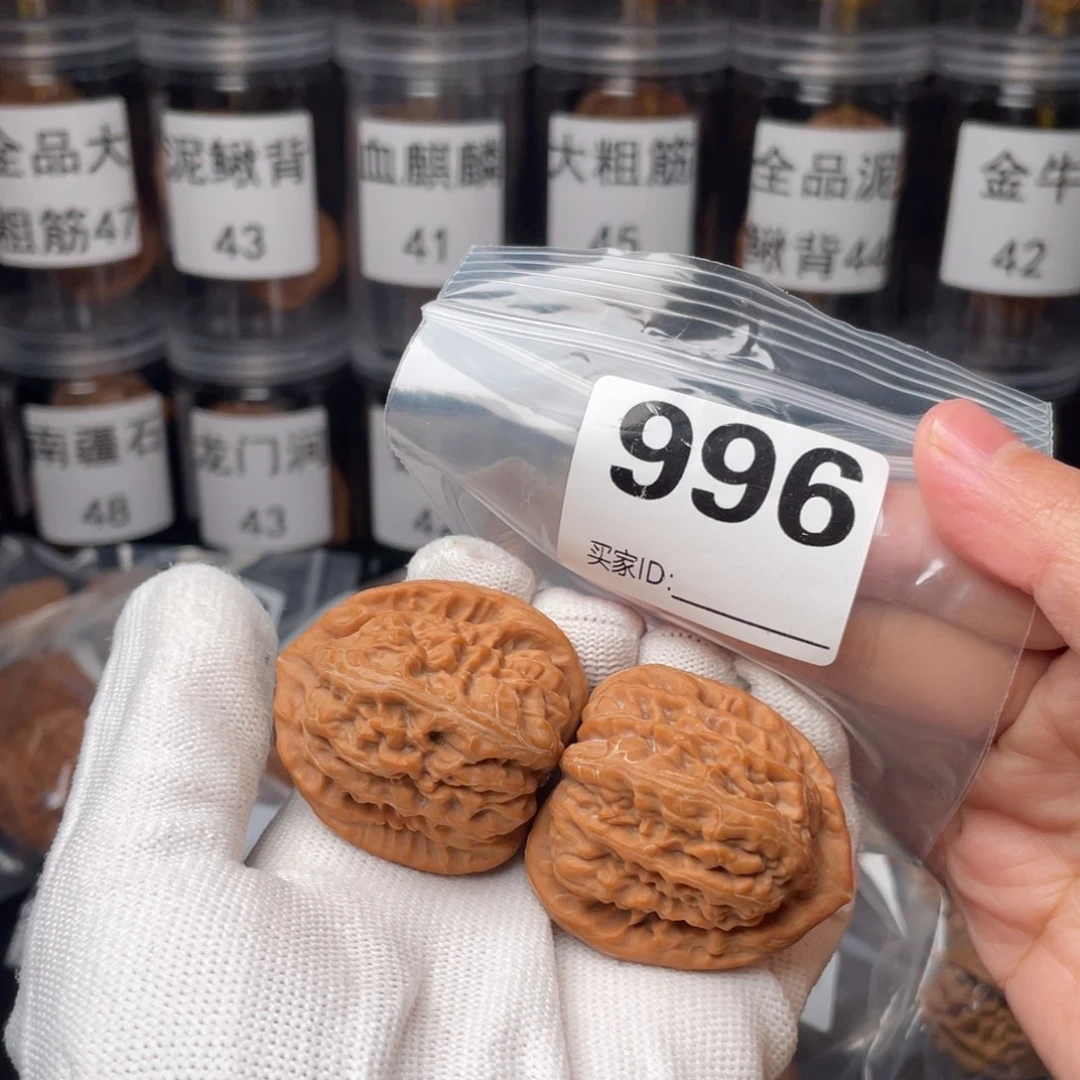 全品大
粗筋47
泥鳅背
43
血麒麟
41
大粗筋
45
全品泥
鳅背44
金牛
42
南疆石
48
龙门涧
43
996
买家ID: